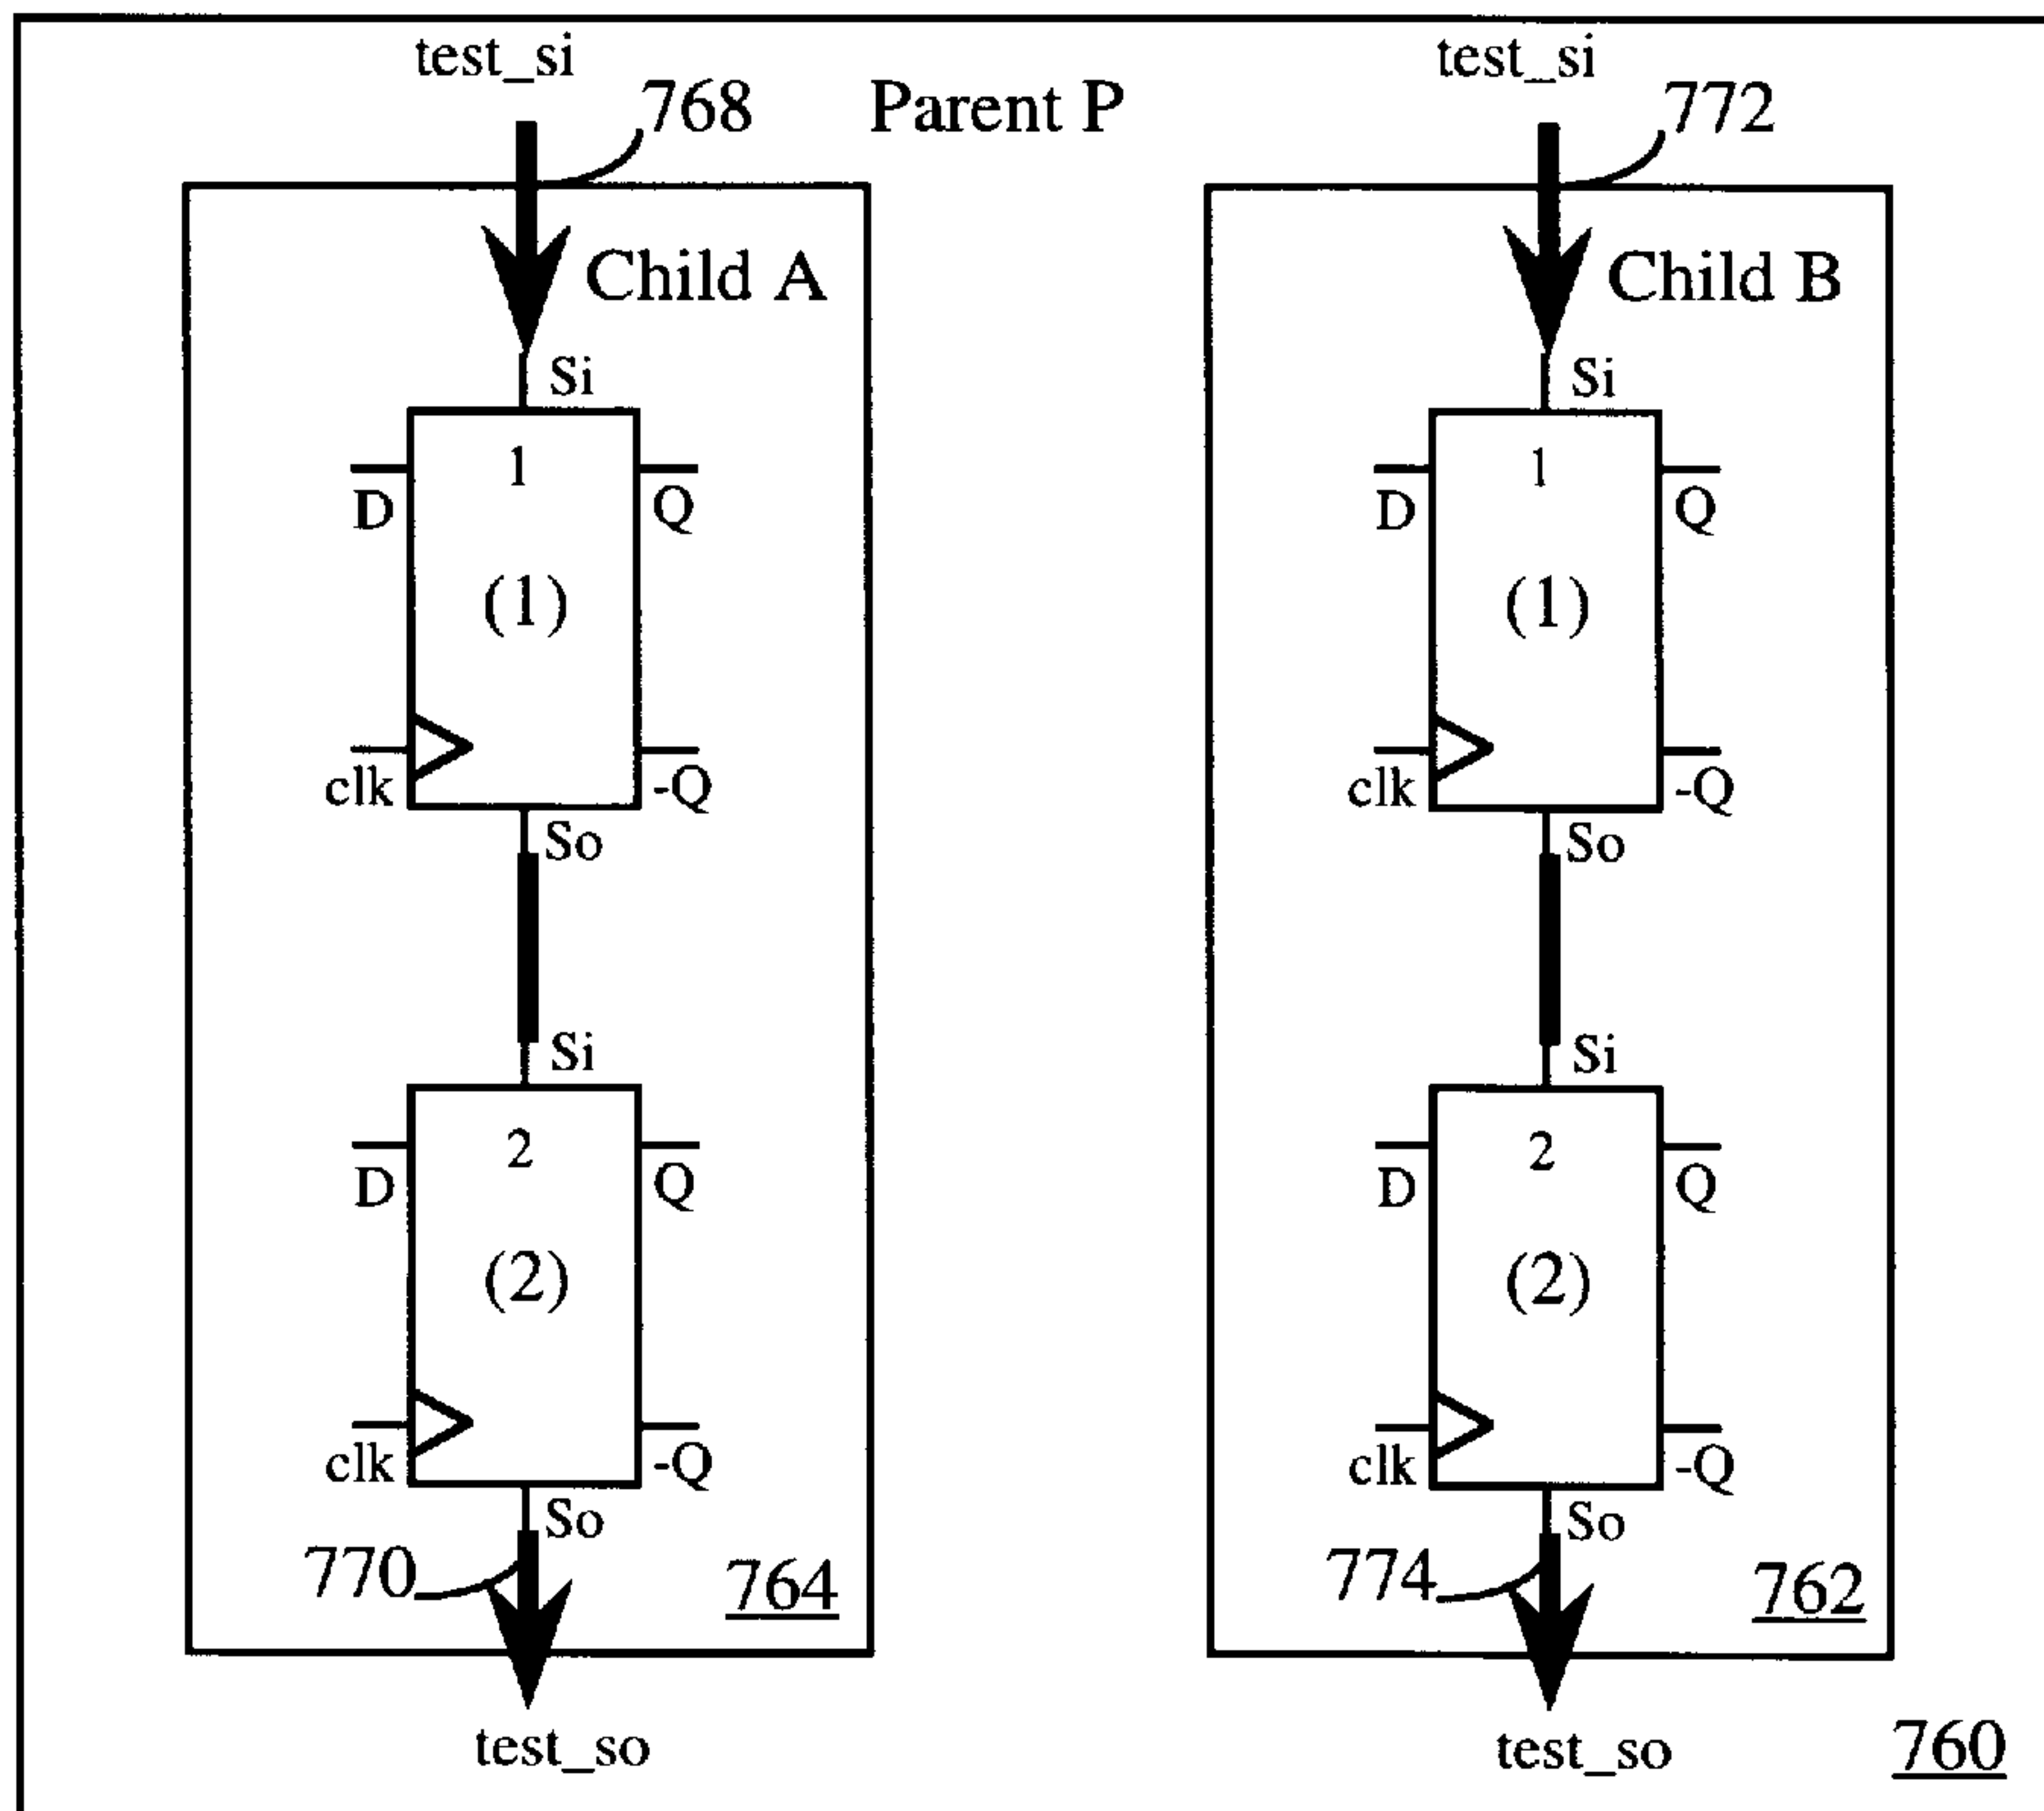 test_si
768
Parent P
test_si
772
Child A
Child B
Si
Si
1
1
D
Q
D
Q
(1)
(1)
clk
-Q
clk
-Q
So
So
Si
Si
2
2
D
Q
D
Q
(2)
(2)
clk
-Q
clk
-Q
So
So
770
764
774
762
test_so
test_so
760